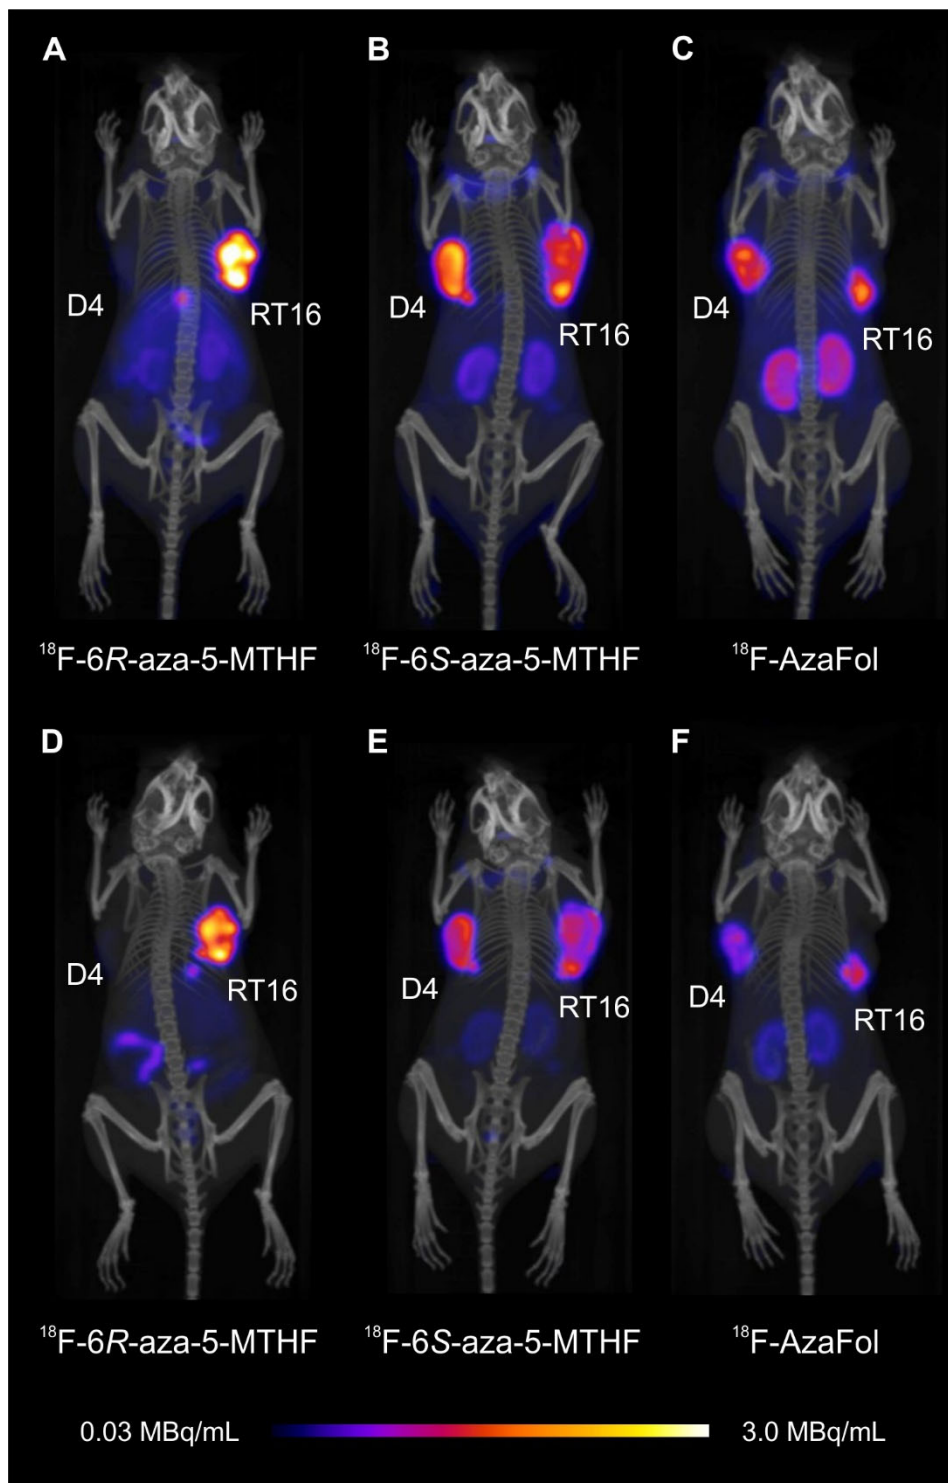 A B C
D4 RT16 D4 RT16 D4 RT16
¹⁸F-6R-aza-5-MTHF ¹⁸F-6S-aza-5-MTHF ¹⁸F-AzaFol
D E F
D4 RT16 D4 RT16 D4 RT16
¹⁸F-6R-aza-5-MTHF ¹⁸F-6S-aza-5-MTHF ¹⁸F-AzaFol
0.03 MBq/mL 3.0 MBq/mL